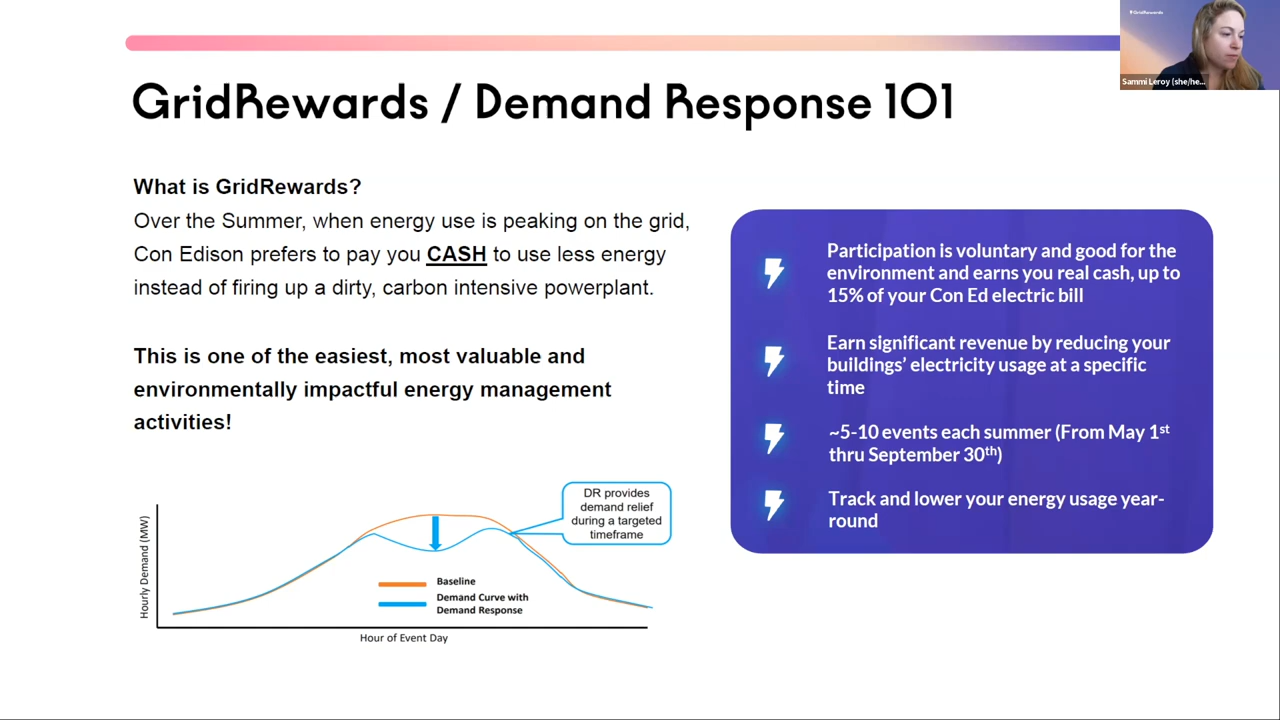 GridRewards
Sammi Leroy (she/he...
GridRewards / Demand Response 101
What is GridRewards?
Over the Summer, when energy use is peaking on the grid,
Con Edison prefers to pay you CASH to use less energy
instead of firing up a dirty, carbon intensive powerplant.
This is one of the easiest, most valuable and
environmentally impactful energy management
activities!
Participation is voluntary and good for the
environment and earns you real cash, up to
15% of your Con Ed electric bill
Earn significant revenue by reducing your
buildings’ electricity usage at a specific
time
~5-10 events each summer (From May 1st
thru September 30th)
Track and lower your energy usage year-
round
DR provides
demand relief
during a targeted
timeframe
Hourly Demand (MW)
Baseline
Demand Curve with
Demand Response
Hour of Event Day